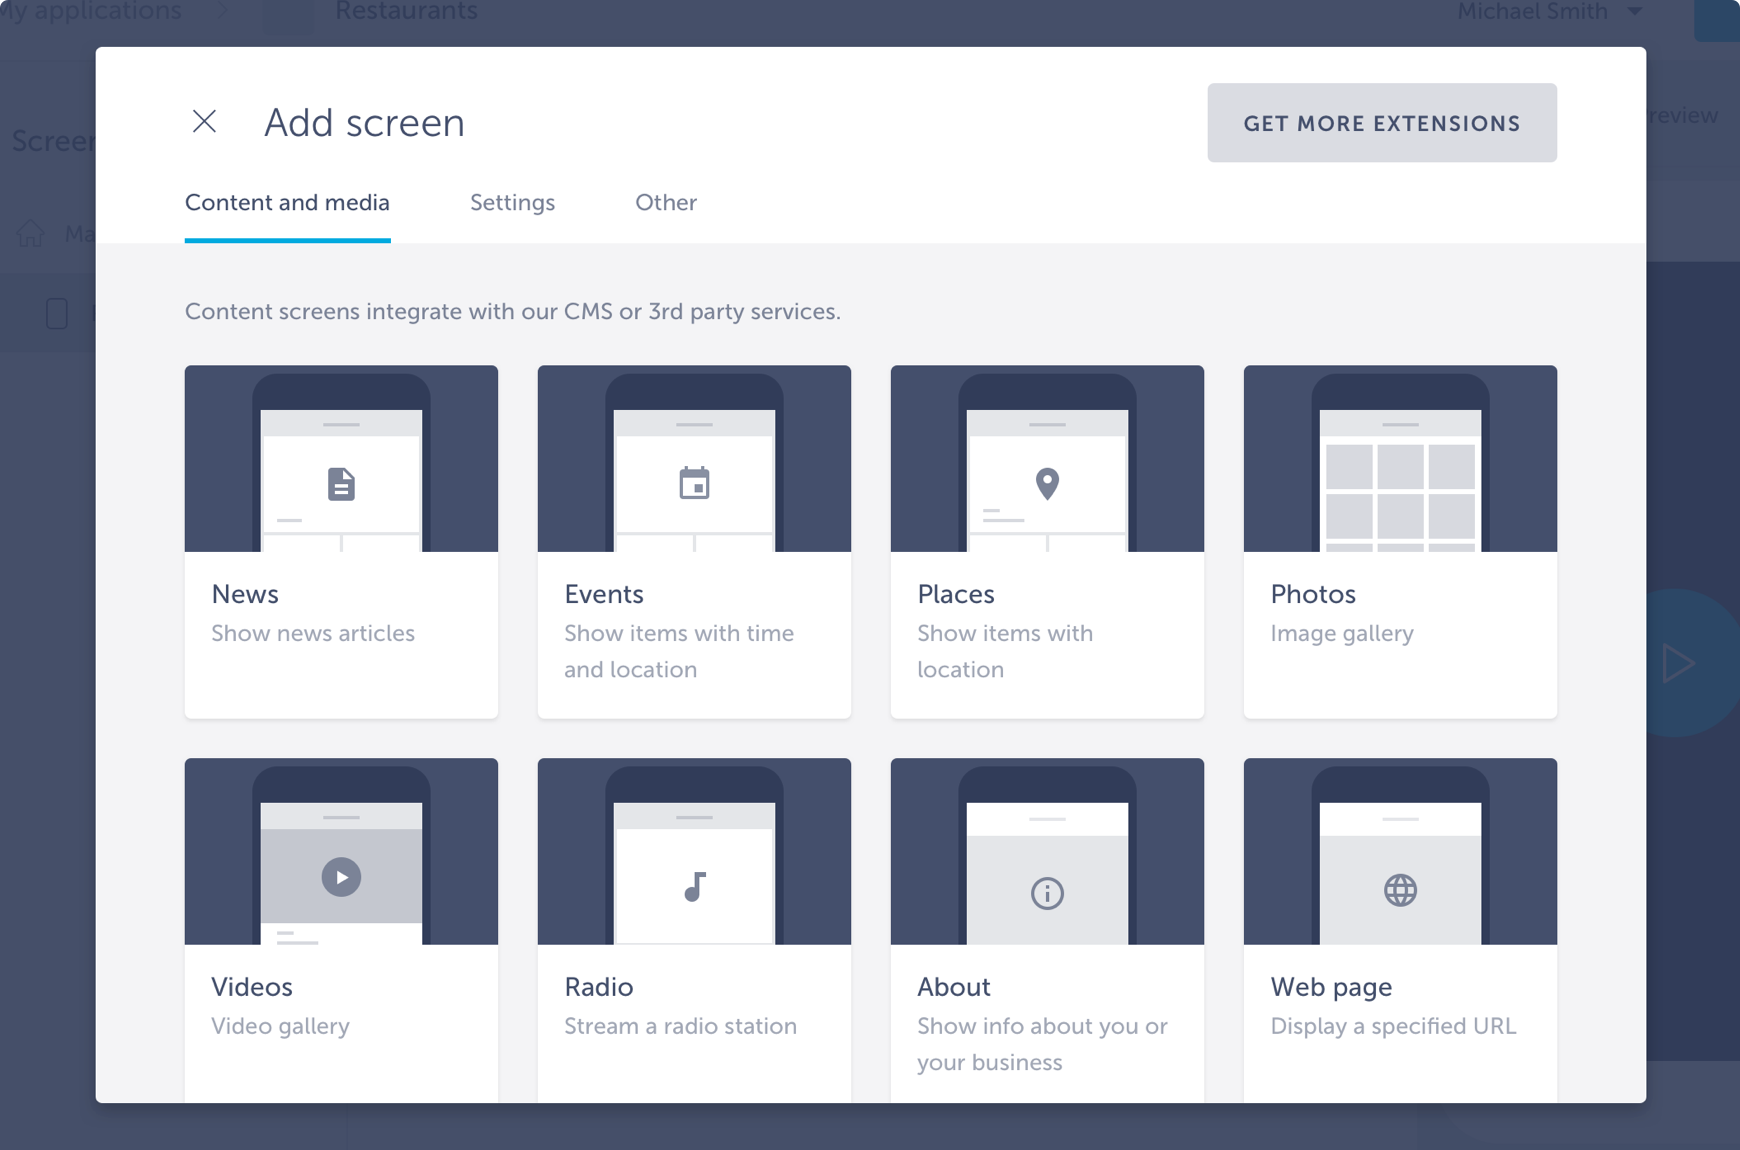 My applications
Restaurants
Michael Smith
Add screen
GET MORE EXTENSIONS
Content and media
Settings
Other
Content screens integrate with our CMS or 3rd party services.
News
Show news articles
Events
Show items with time
and location
Places
Show items with
location
Photos
Image gallery
Videos
Video gallery
Radio
Stream a radio station
About
Show info about you or
your business
Web page
Display a specified URL